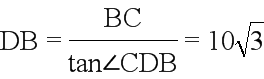 DB = BC / tan∠CDB = 10√3